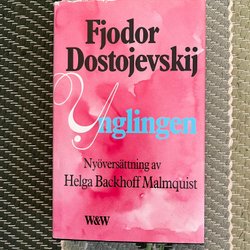 Fjodor
Dostojevskij
Ynglingen
Nyöversättning av
Helga Backhoff Malmquist
W&W